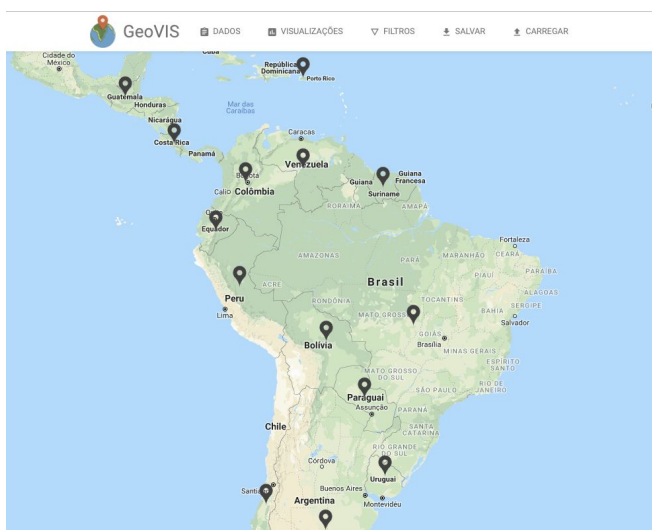 GeoVIS
DADOS
VISUALIZAÇÕES
FILTROS
SALVAR
CARREGAR
Cuba
Cidade do
México
República
Dominicana
Porto Rico
Guatemala
Honduras
Mar das
Caraíbas
Nicarágua
Costa Rica
Panamá
Caracas
Venezuela
Calio
Colômbia
Guiana
Guiana
Francesa
Suriname
RORAIMA
AMAPÁ
Equador
Fortaleza
AMAZONAS
PARÁ
MARANHÃO
CEARÁ
PIAUÍ
PARAÍBA
Brasil
ACRE
Peru
Lima
RONDÔNIA
TOCANTINS
ALAGOAS
SERGIPE
BAHIA
Salvador
MATO GROSSO
GOIÁS
Brasília
Bolívia
MINAS GERAIS
ESPÍRITO
SANTO
MATO GROSSO
DO SUL
SÃO PAULO
RIO DE
JANEIRO
Paraguai
Assunção
PARANÁ
SANTA
CATARINA
Chile
RIO GRANDE
DO SUL
Córdova
Uruguai
Buenos Aires
Montevidéu
Argentina